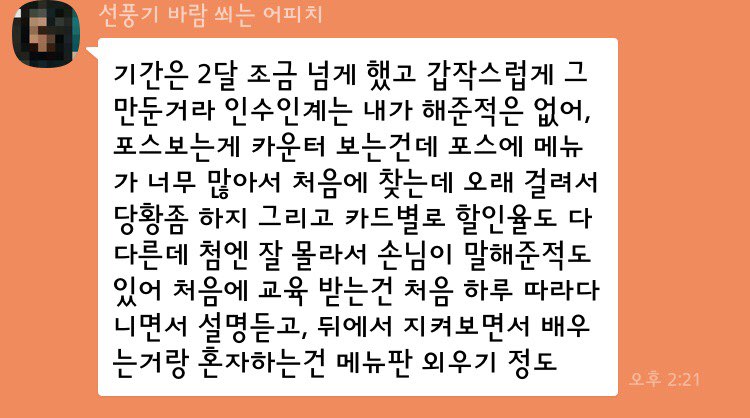 선풍기 바람 쐬는 어피치
기간은 2달 조금 넘게 했고 갑작스럽게 그
만둔거라 인수인계는 내가 해준적은 없어,
포스보는게 카운터 보는건데 포스에 메뉴
가 너무 많아서 처음에 찾는데 오래 걸려서
당황좀 하지 그리고 카드별로 할인율도 다
다른데 첨엔 잘 몰라서 손님이 말해준적도
있어 처음에 교육 받는건 처음 하루 따라다
니면서 설명듣고, 뒤에서 지켜보면서 배우
는거랑 혼자하는건 메뉴판 외우기 정도
오후 2:21